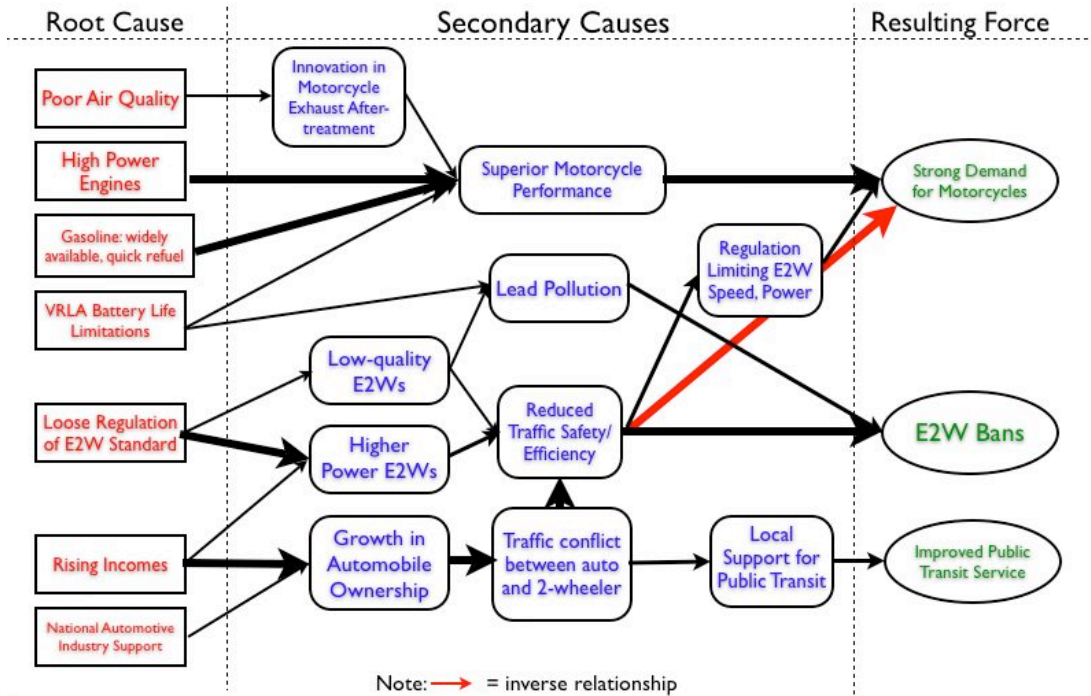 Root Cause
Secondary Causes
Resulting Force
Poor Air Quality
Innovation in
Motorcycle
Exhaust After-
treatment
High Power
Engines
Superior Motorcycle
Performance
Strong Demand
for Motorcycles
Gasoline: widely
available, quick refuel
Regulation
Limiting E2W
Speed, Power
Lead Pollution
VRLA Battery Life
Limitations
Low-quality
E2Ws
Loose Regulation
of E2W Standard
Reduced
Traffic Safety/
Efficiency
E2W Bans
Higher
Power E2Ws
Rising Incomes
Growth in
Automobile
Ownership
Traffic conflict
between auto
and 2-wheeler
Local
Support for
Public Transit
Improved Public
Transit Service
National Automotive
Industry Support
Note: = inverse relationship